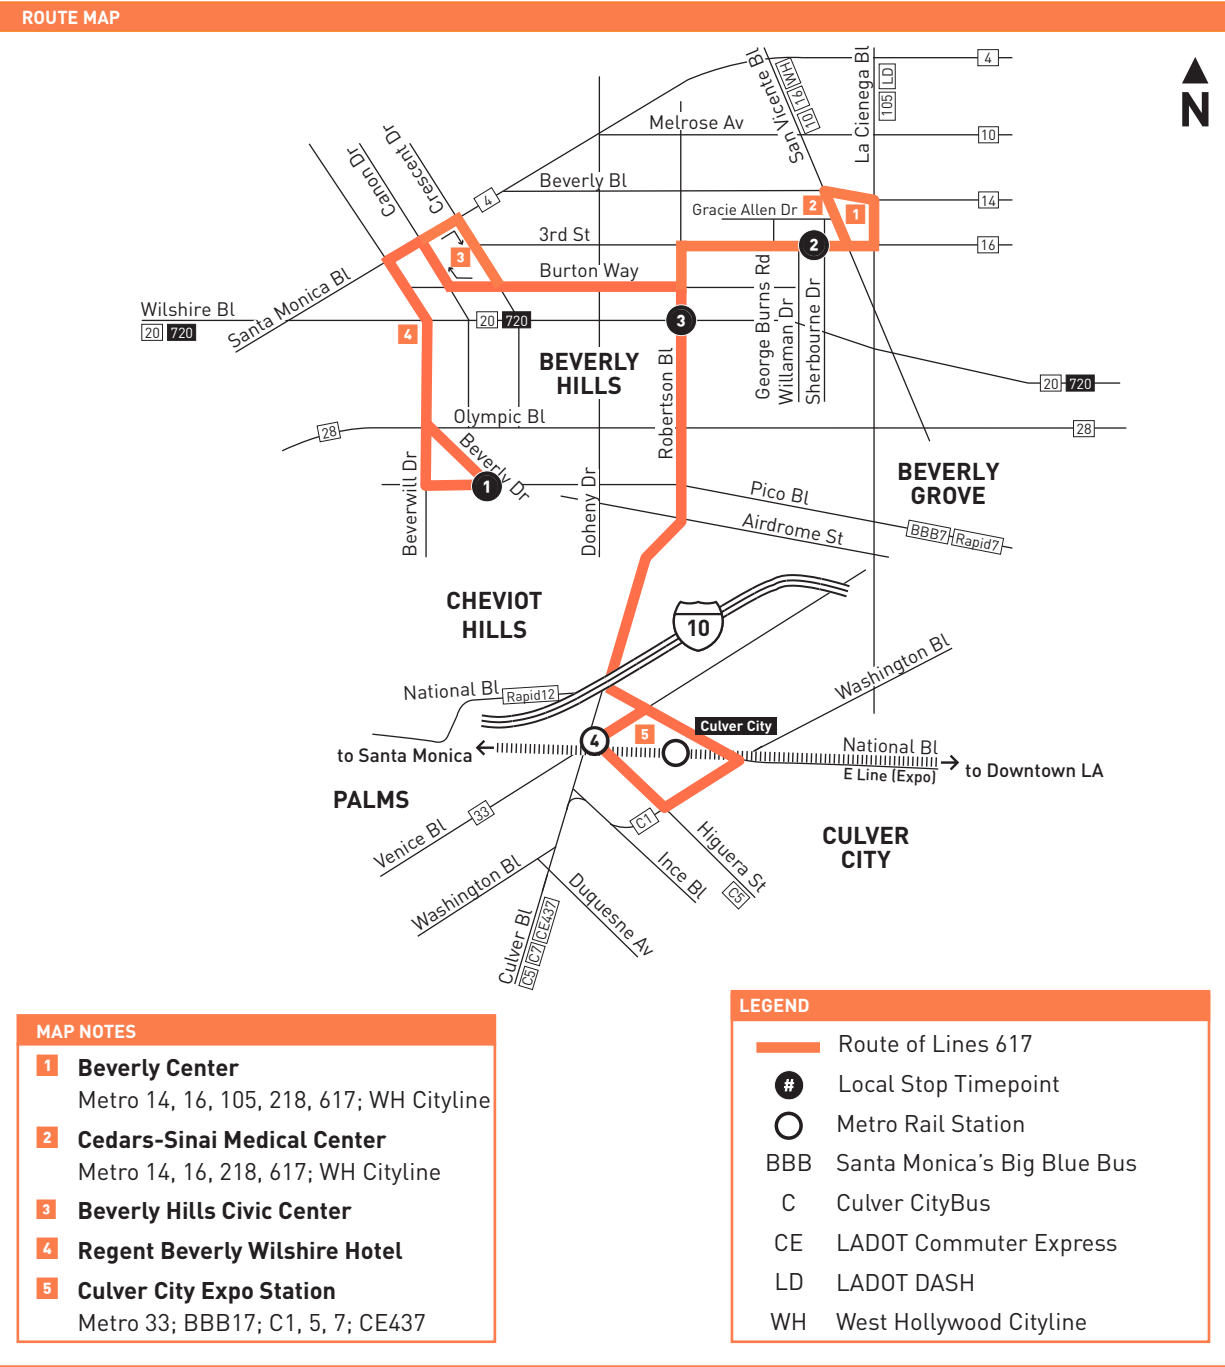 ROUTE MAP
4
N
San Vicente Bl
10 16 WH
La Cienega Bl
105 LD
Melrose Av
10
Canon Dr
Crescent Dr
4
Beverly Bl
14
Gracie Allen Dr
2
1
3rd St
2
16
3
Burton Way
Santa Monica Bl
Wilshire Bl
20 720
4
20 720
3
George Burns Rd
Willaman Dr
Sherbourne Dr
BEVERLY
HILLS
Robertson Bl
20 720
Olympic Bl
28
28
Beverly Dr
Beverwill Dr
1
Doheny Dr
BEVERLY
GROVE
Pico Bl
BBB7 Rapid7
Airdrome St
CHEVIOT
HILLS
10
National Bl
Rapid12
Washington Bl
Culver City
5
4
to Santa Monica
National Bl
E Line (Expo)
to Downtown LA
PALMS
33
Venice Bl
C1
Higuera St
C5
Ince Bl
CULVER
CITY
Washington Bl
Duquesne Av
Culver Bl
C5 C7 CE437
MAP NOTES
1 Beverly Center
Metro 14, 16, 105, 218, 617; WH Cityline
2 Cedars-Sinai Medical Center
Metro 14, 16, 218, 617; WH Cityline
3 Beverly Hills Civic Center
4 Regent Beverly Wilshire Hotel
5 Culver City Expo Station
Metro 33; BBB17; C1, 5, 7; CE437
LEGEND
Route of Lines 617
# Local Stop Timepoint
Metro Rail Station
BBB Santa Monica's Big Blue Bus
C Culver CityBus
CE LADOT Commuter Express
LD LADOT DASH
WH West Hollywood Cityline